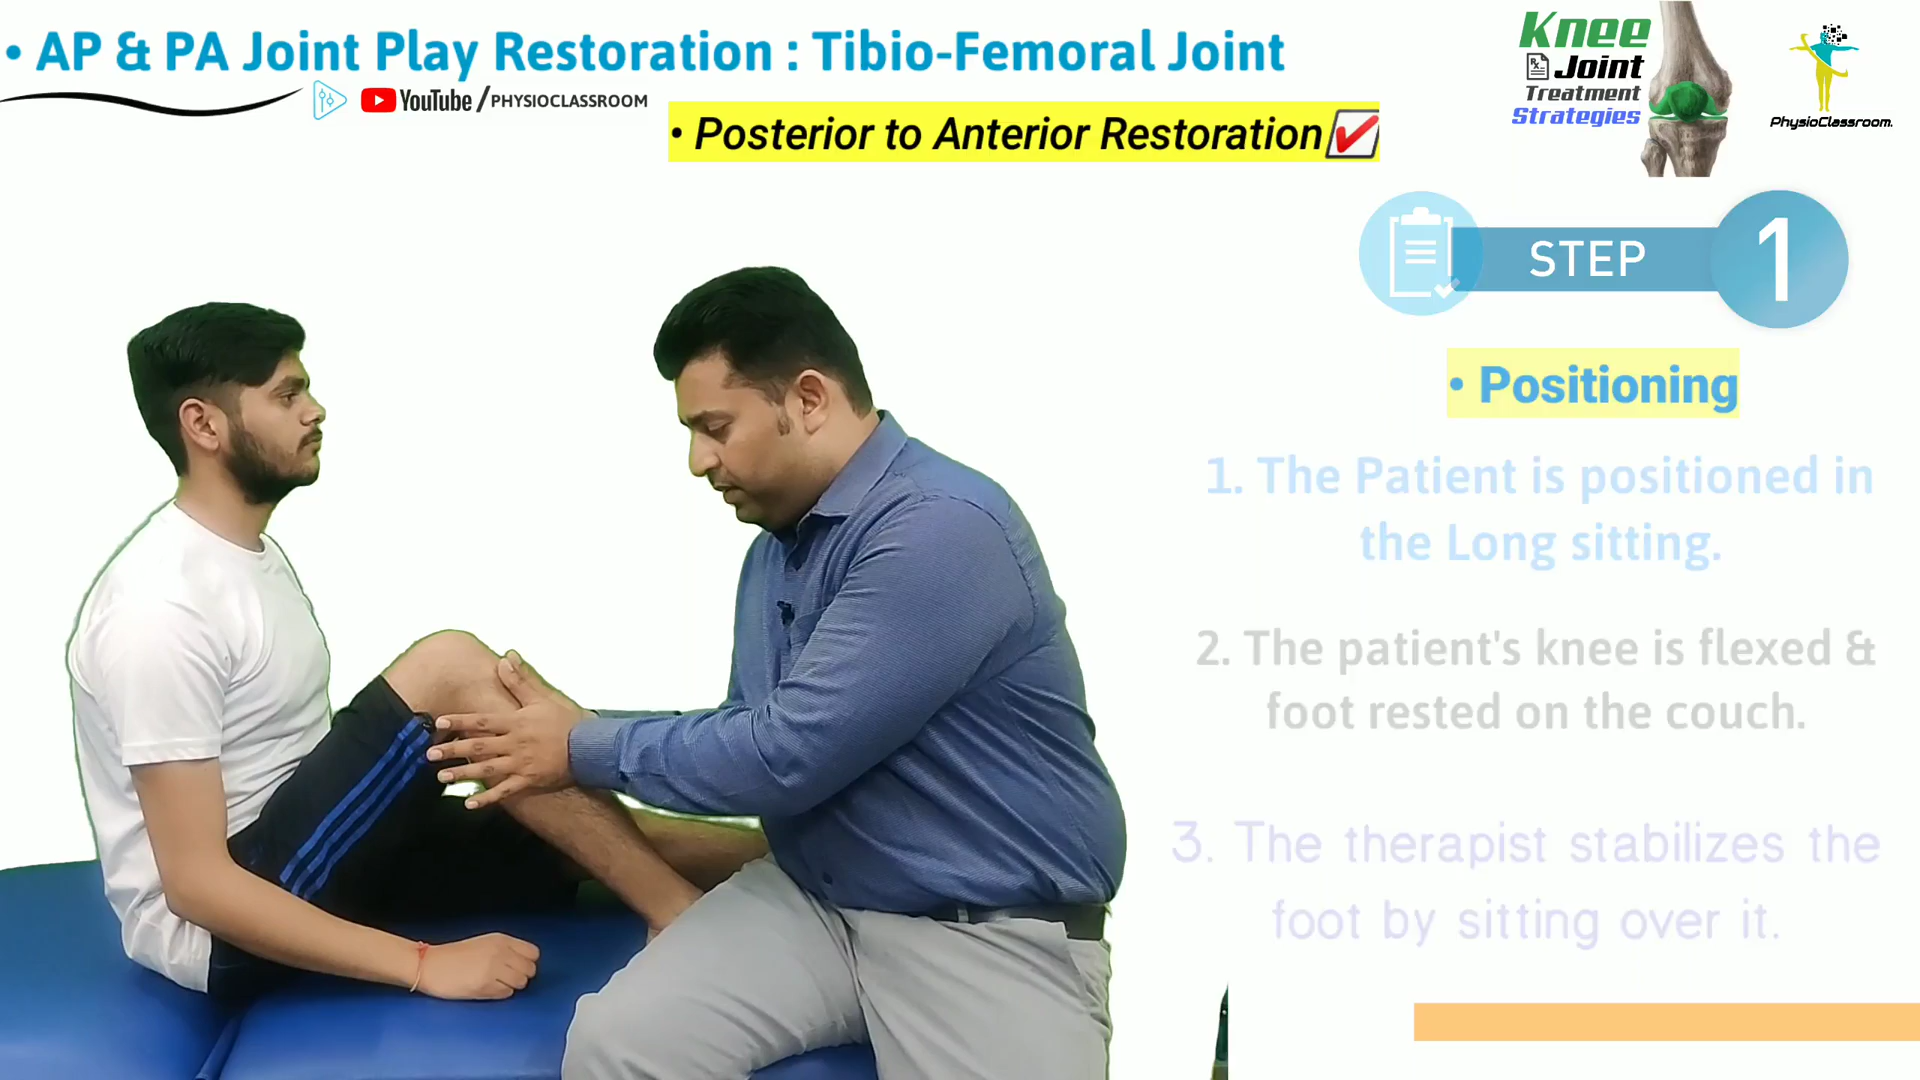 • AP & PA Joint Play Restoration : Tibio-Femoral Joint
YouTube /PHYSIOCLASSROOM
• Posterior to Anterior Restoration
Knee
Rx Joint
Treatment
Strategies
PhysioClassroom.
STEP 1
• Positioning
1. The Patient is positioned in
the Long sitting.
2. The patient's knee is flexed &
foot rested on the couch.
3. The therapist stabilizes the
foot by sitting over it.